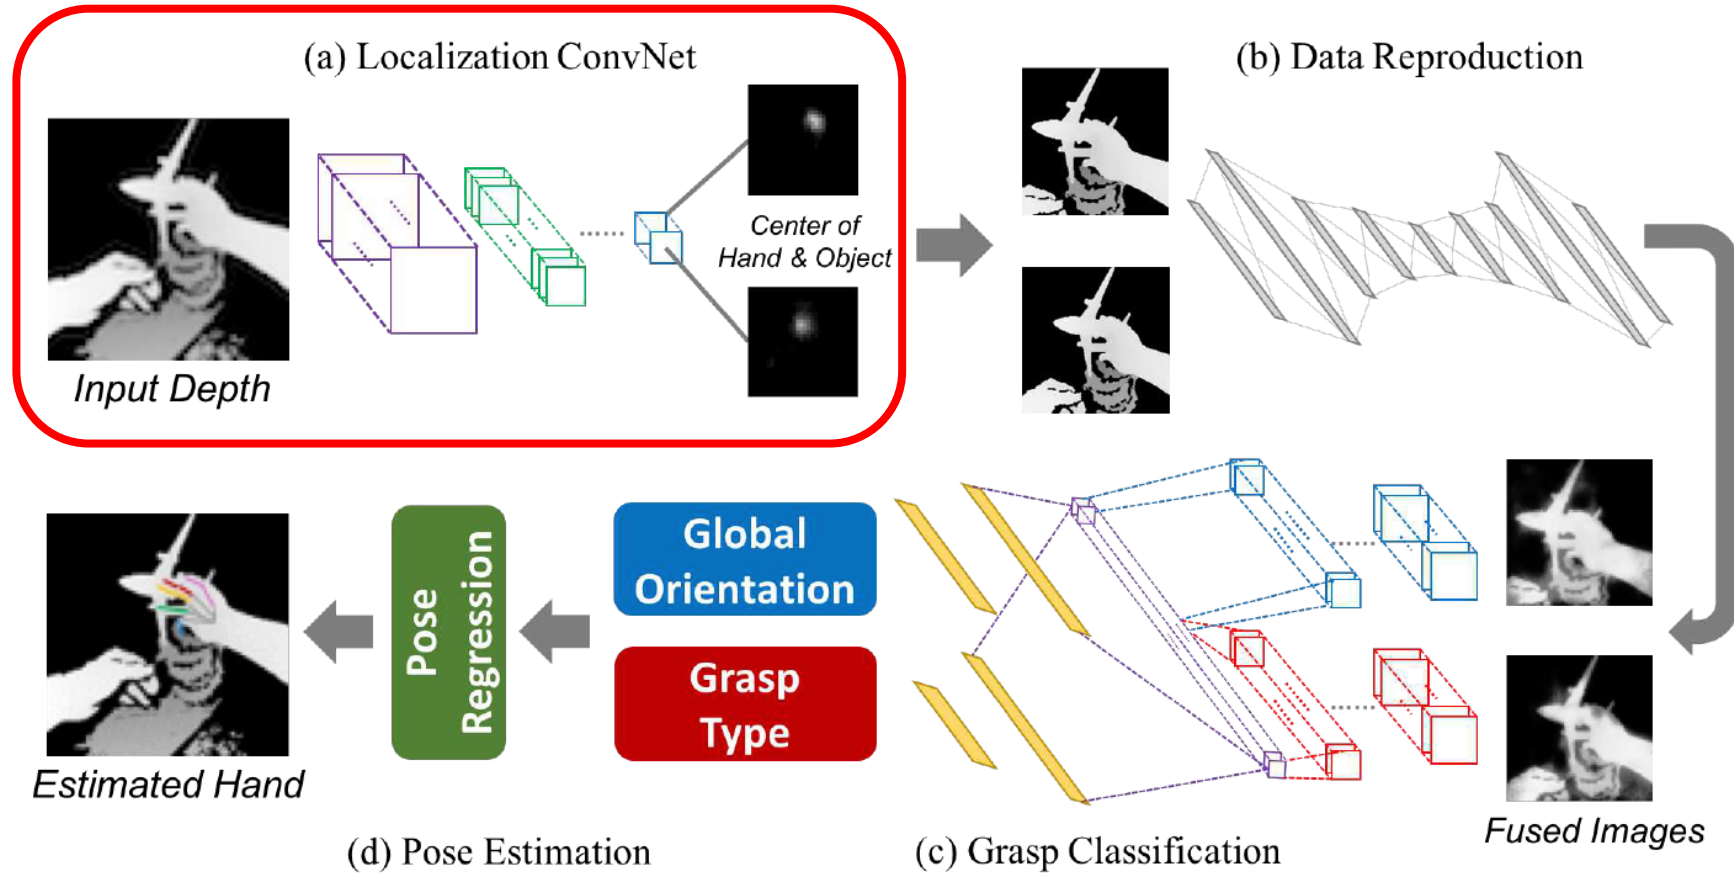 (a) Localization ConvNet
Input Depth
Center of
Hand & Object
(b) Data Reproduction
Fused Images
(c) Grasp Classification
Global
Orientation
Grasp
Type
Pose
Regression
Estimated Hand
(d) Pose Estimation